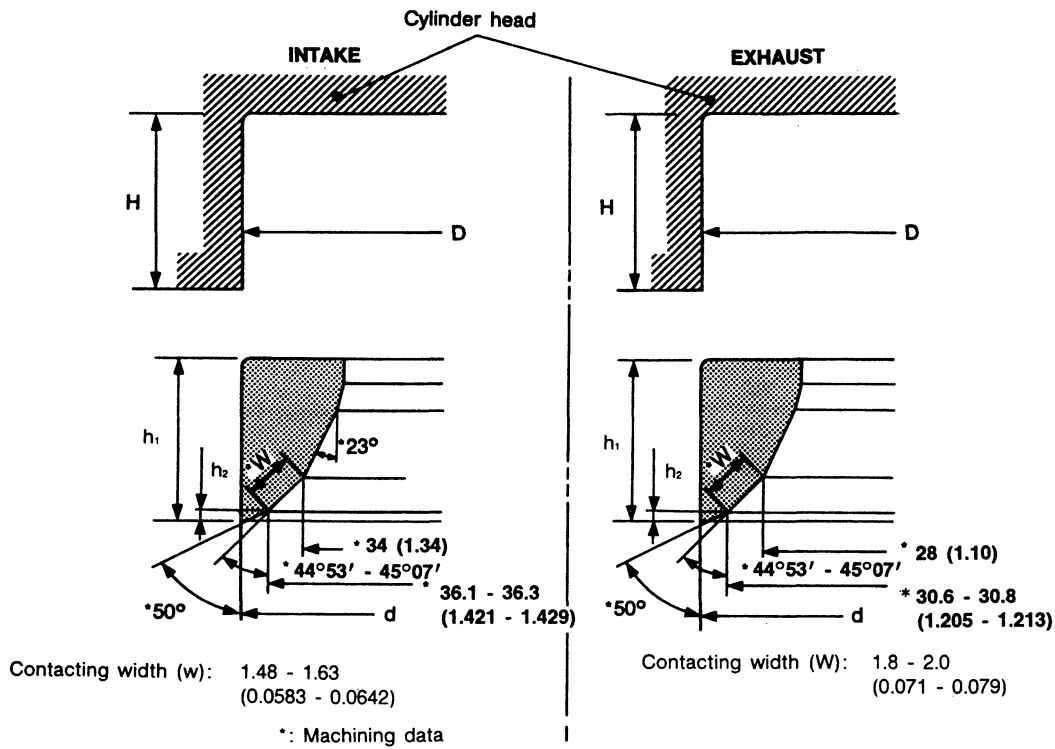 Cylinder head
INTAKE
EXHAUST
H
D
H
D
h₁
h₂
*W
*23°
* 34 (1.34)
*44°53′ - 45°07′
* 36.1 - 36.3
(1.421 - 1.429)
*50°
d
h₁
h₂
*W
* 28 (1.10)
*44°53′ - 45°07′
* 30.6 - 30.8
(1.205 - 1.213)
*50°
d
Contacting width (w): 1.48 - 1.63
(0.0583 - 0.0642)
Contacting width (W): 1.8 - 2.0
(0.071 - 0.079)
*: Machining data